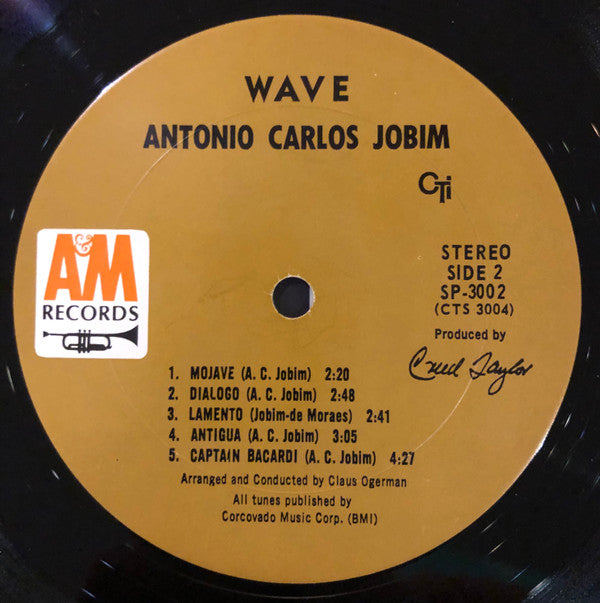 WAVE
ANTONIO CARLOS JOBIM
CTi
A&M
RECORDS
STEREO
SIDE 2
SP-3002
(CTS 3004)
Produced by
Creed Taylor
1. MOJAVE (A. C. Jobim) 2:20
2. DIALOGO (A. C. Jobim) 2:48
3. LAMENTO (Jobim-de Moraes) 2:41
4. ANTIGUA (A. C. Jobim) 3:05
5. CAPTAIN BACARDI (A. C. Jobim) 4:27
Arranged and Conducted by Claus Ogerman
All tunes published by
Corcovado Music Corp. (BMI)